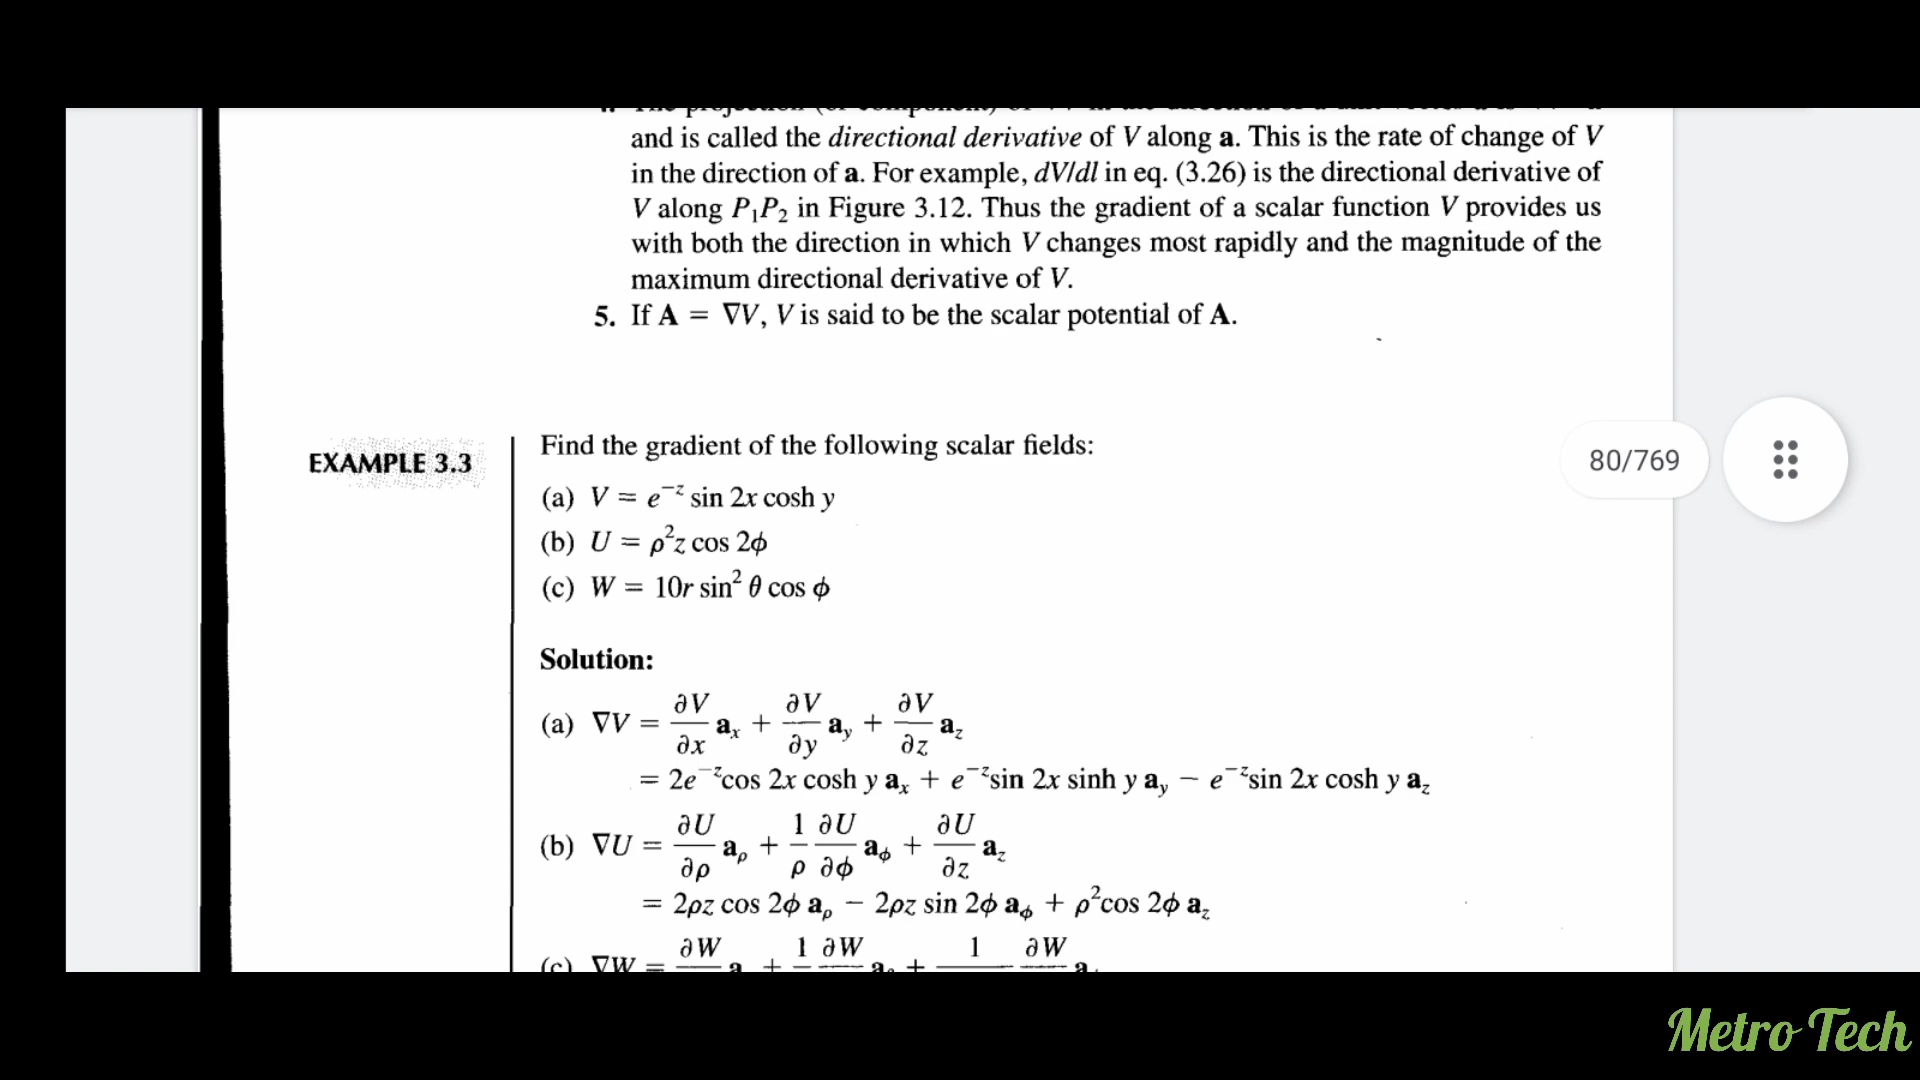 and is called the directional derivative of V along a. This is the rate of change of V
in the direction of a. For example, dV/dl in eq. (3.26) is the directional derivative of
V along P₁P₂ in Figure 3.12. Thus the gradient of a scalar function V provides us
with both the direction in which V changes most rapidly and the magnitude of the
maximum directional derivative of V.
5. If A = ∇V, V is said to be the scalar potential of A.
EXAMPLE 3.3
Find the gradient of the following scalar fields:
(a) V = e⁻ᶻ sin 2x cosh y
80/769
(b) U = ρ²z cos 2ϕ
(c) W = 10r sin² θ cos ϕ
Solution:
(a) ∇V = ∂V/∂x aₓ + ∂V/∂y a_y + ∂V/∂z a_z
= 2e⁻ᶻcos 2x cosh y aₓ + e⁻ᶻsin 2x sinh y a_y − e⁻ᶻsin 2x cosh y a_z
(b) ∇U = ∂U/∂ρ a_ρ + 1/ρ ∂U/∂ϕ a_ϕ + ∂U/∂z a_z
= 2ρz cos 2ϕ a_ρ − 2ρz sin 2ϕ a_ϕ + ρ²cos 2ϕ a_z
(c) ∇W = ∂W a + 1 ∂W a + 1 ∂W a
Metro Tech